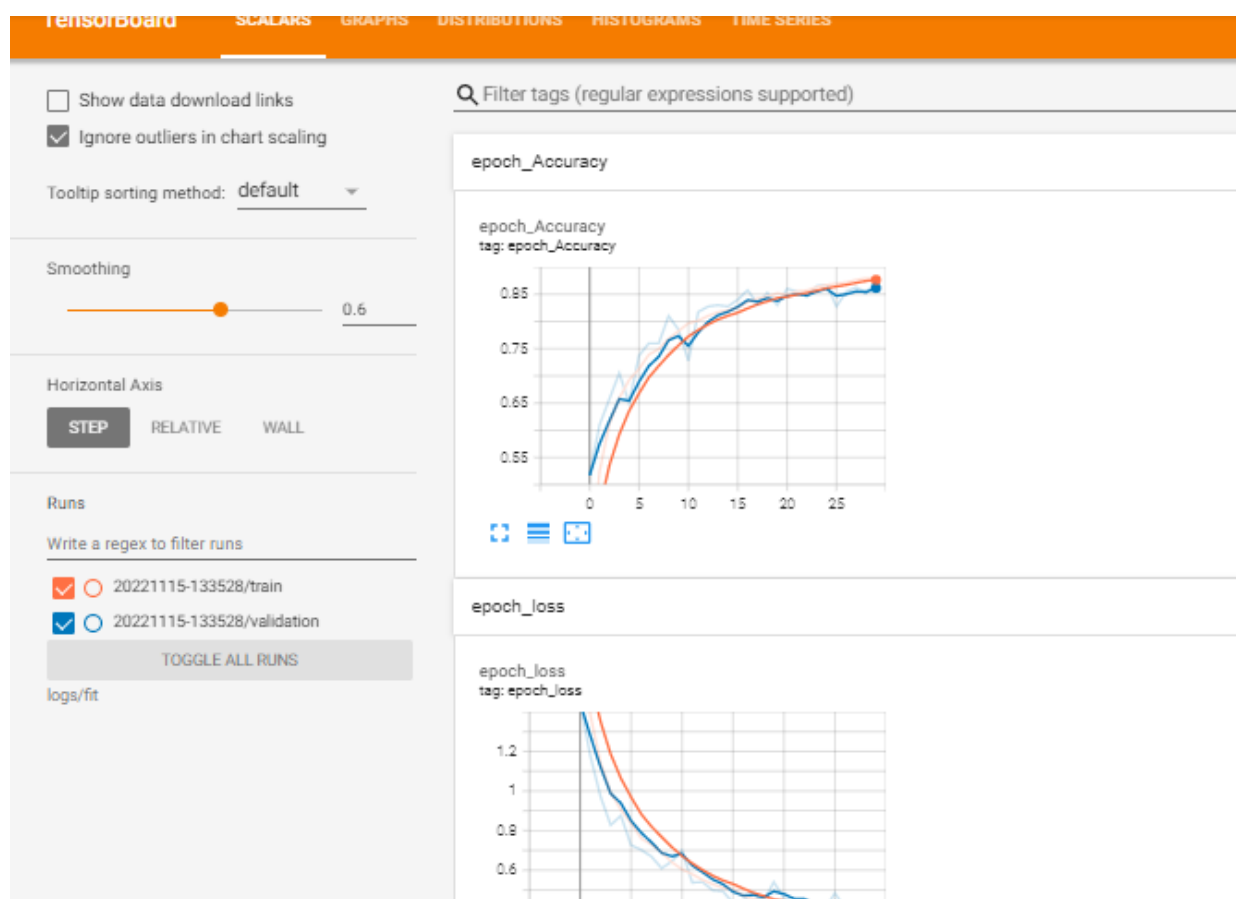 TensorBoard SCALARS GRAPHS DISTRIBUTIONS HISTOGRAMS TIME SERIES
Show data download links
Ignore outliers in chart scaling
Tooltip sorting method: default
Smoothing
0.6
Horizontal Axis
STEP RELATIVE WALL
Runs
Write a regex to filter runs
20221115-133528/train
20221115-133528/validation
TOGGLE ALL RUNS
logs/fit
Filter tags (regular expressions supported)
epoch_Accuracy
epoch_Accuracy
tag: epoch_Accuracy
0.85
0.75
0.65
0.55
0 5 10 15 20 25
epoch_loss
epoch_loss
tag: epoch_loss
1.2
1
0.8
0.6